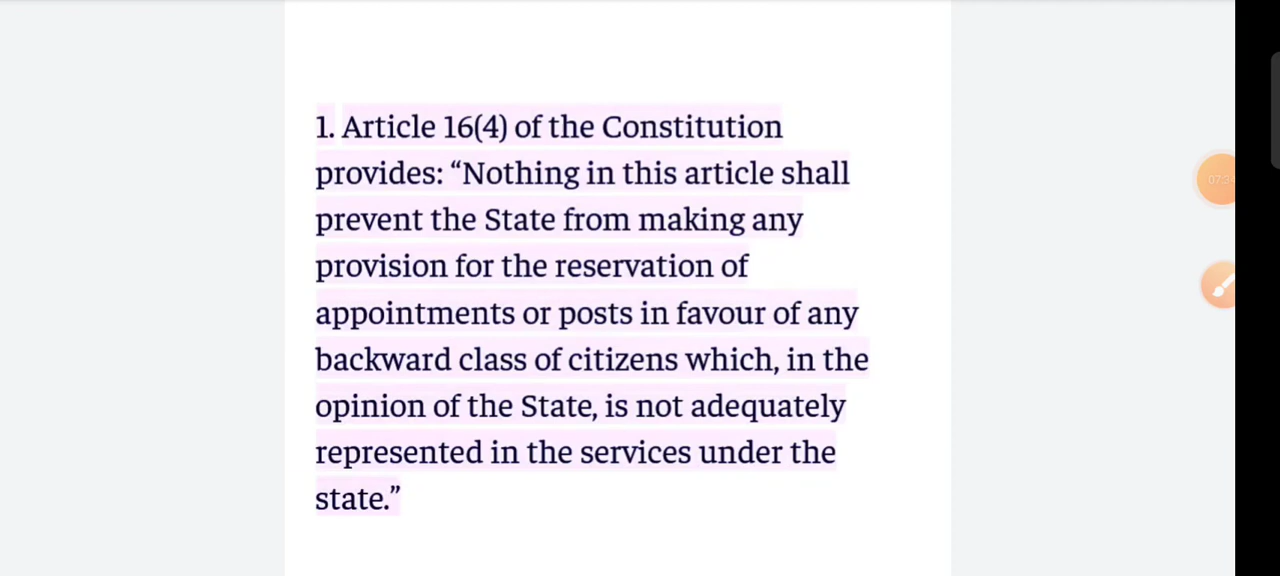 1. Article 16(4) of the Constitution
provides: “Nothing in this article shall
prevent the State from making any
provision for the reservation of
appointments or posts in favour of any
backward class of citizens which, in the
opinion of the State, is not adequately
represented in the services under the
state.”